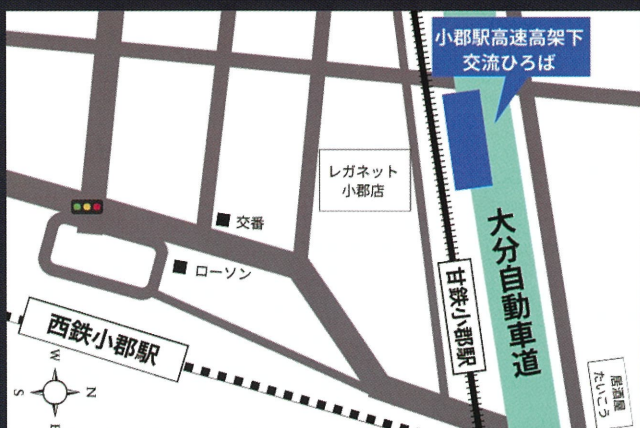 小郡駅高速高架下
交流ひろば
レガネット
小郡店
交番
ローソン
大分自動車道
甘鉄小郡駅
西鉄小郡駅
居酒屋
たいこう
W
S
N
E